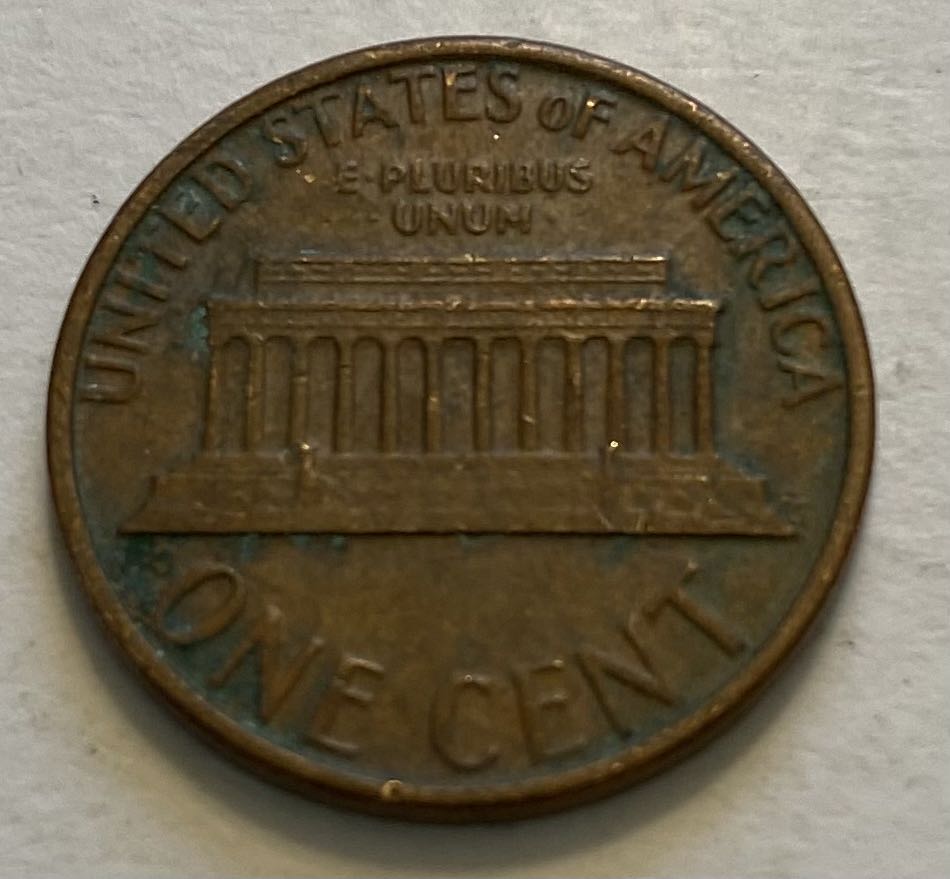 UNITED STATES OF AMERICA
E·PLURIBUS
UNUM
ONE CENT